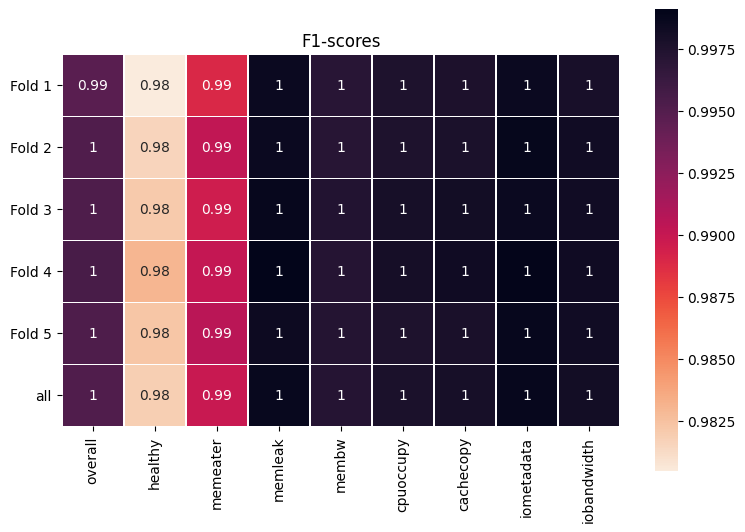 F1-scores
Fold 1 0.99 0.98 0.99 1 1 1 1 1 1
Fold 2 1 0.98 0.99 1 1 1 1 1 1
Fold 3 1 0.98 0.99 1 1 1 1 1 1
Fold 4 1 0.98 0.99 1 1 1 1 1 1
Fold 5 1 0.98 0.99 1 1 1 1 1 1
all 1 0.98 0.99 1 1 1 1 1 1
overall
healthy
memeater
memleak
membw
cpuoccupy
cachecopy
iometadata
iobandwidth
0.9975
0.9950
0.9925
0.9900
0.9875
0.9850
0.9825